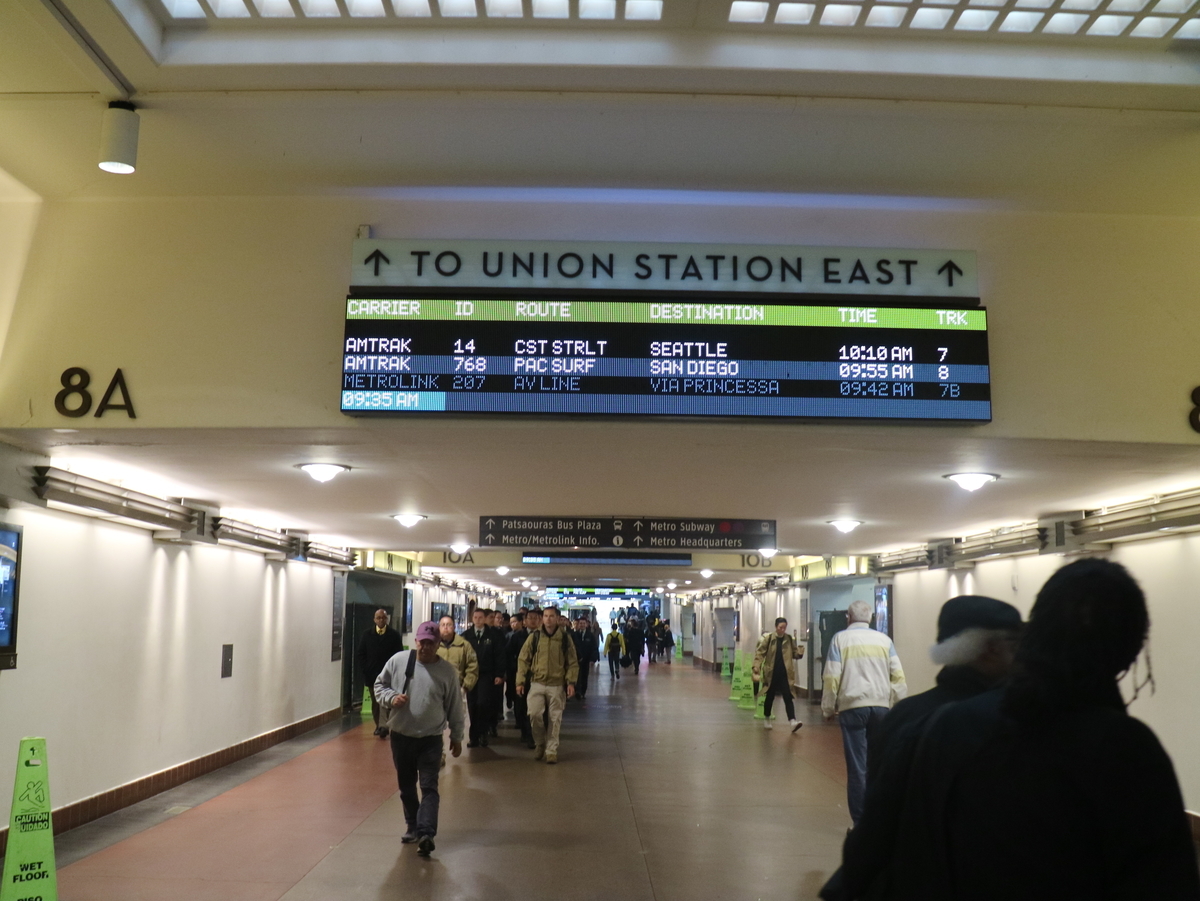 ↑ TO UNION STATION EAST ↑
CARRIER ID ROUTE DESTINATION TIME TRK
AMTRAK 14 CST STRLT SEATTLE 10:10 AM 7
AMTRAK 768 PAC SURF SAN DIEGO 09:55 AM 8
METROLINK 207 AV LINE VIA PRINCESSA 09:42 AM 7B
09:35 AM
8A
8
↑ Patsaouras Bus Plaza ↑ Metro Subway
↑ Metro/Metrolink Info. ↑ Metro Headquarters
10A
10B
CAUTION
CUIDADO
WET
FLOOR.
PISO